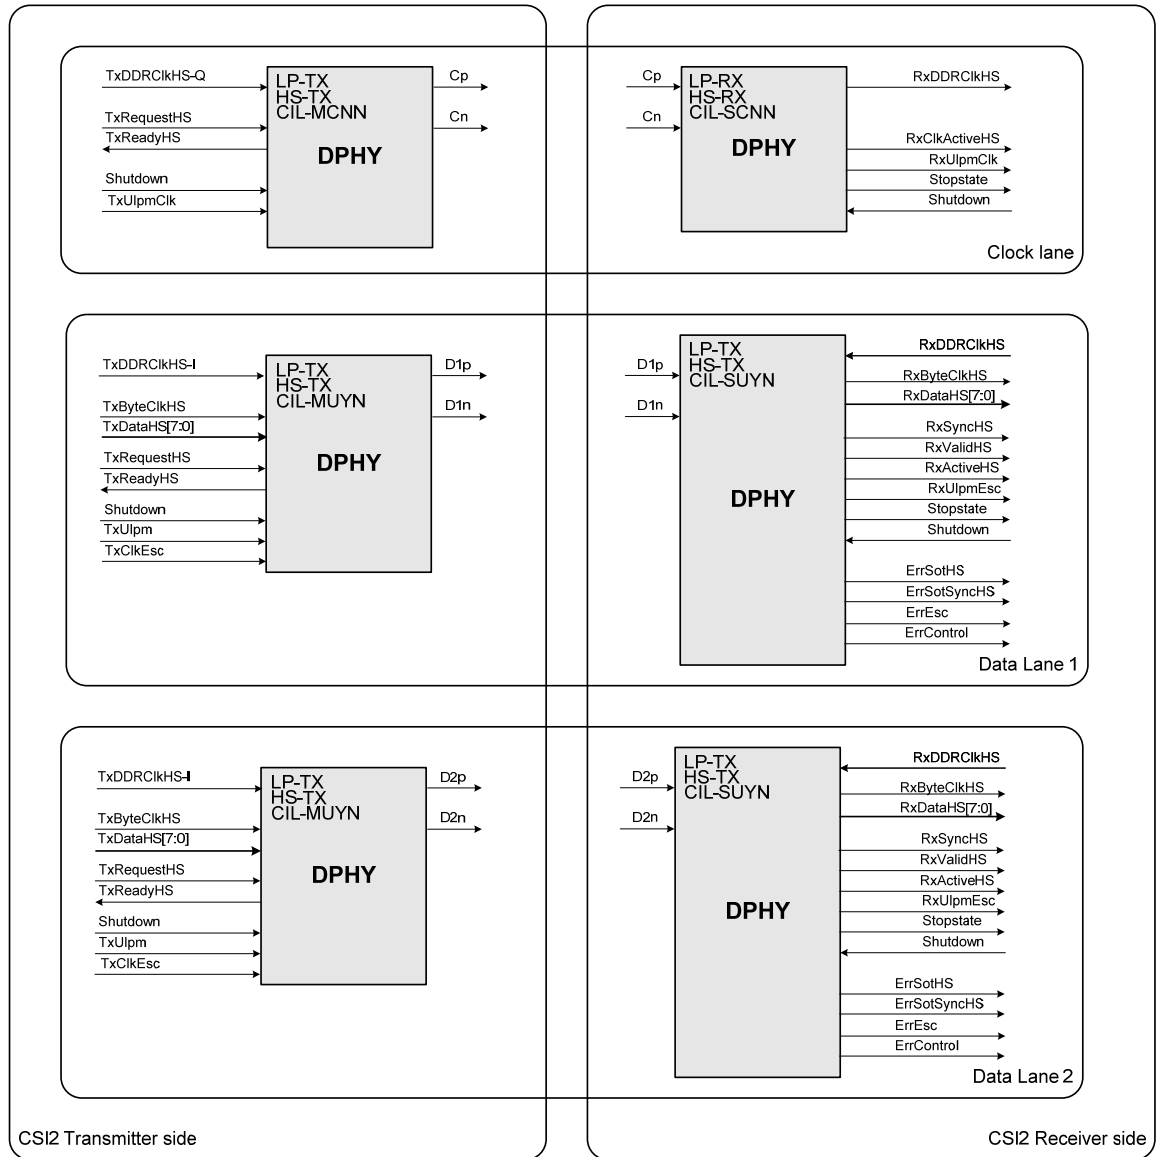 TxDDRClkHS-Q
TxRequestHS
TxReadyHS
Shutdown
TxUlpmClk
LP-TX
HS-TX
CIL-MCNN
DPHY
Cp
Cn
Cp
Cn
LP-RX
HS-RX
CIL-SCNN
DPHY
RxDDRClkHS
RxClkActiveHS
RxUlpmClk
Stopstate
Shutdown
Clock lane
TxDDRClkHS-I
TxByteClkHS
TxDataHS[7:0]
TxRequestHS
TxReadyHS
Shutdown
TxUlpm
TxClkEsc
LP-TX
HS-TX
CIL-MUYN
DPHY
D1p
D1n
D1p
D1n
LP-TX
HS-TX
CIL-SUYN
DPHY
RxDDRClkHS
RxByteClkHS
RxDataHS[7:0]
RxSyncHS
RxValidHS
RxActiveHS
RxUlpmEsc
Stopstate
Shutdown
ErrSotHS
ErrSotSyncHS
ErrEsc
ErrControl
Data Lane 1
TxDDRClkHS-I
TxByteClkHS
TxDataHS[7:0]
TxRequestHS
TxReadyHS
Shutdown
TxUlpm
TxClkEsc
LP-TX
HS-TX
CIL-MUYN
DPHY
D2p
D2n
D2p
D2n
LP-TX
HS-TX
CIL-SUYN
DPHY
RxDDRClkHS
RxByteClkHS
RxDataHS[7:0]
RxSyncHS
RxValidHS
RxActiveHS
RxUlpmEsc
Stopstate
Shutdown
ErrSotHS
ErrSotSyncHS
ErrEsc
ErrControl
Data Lane 2
CSI2 Transmitter side
CSI2 Receiver side